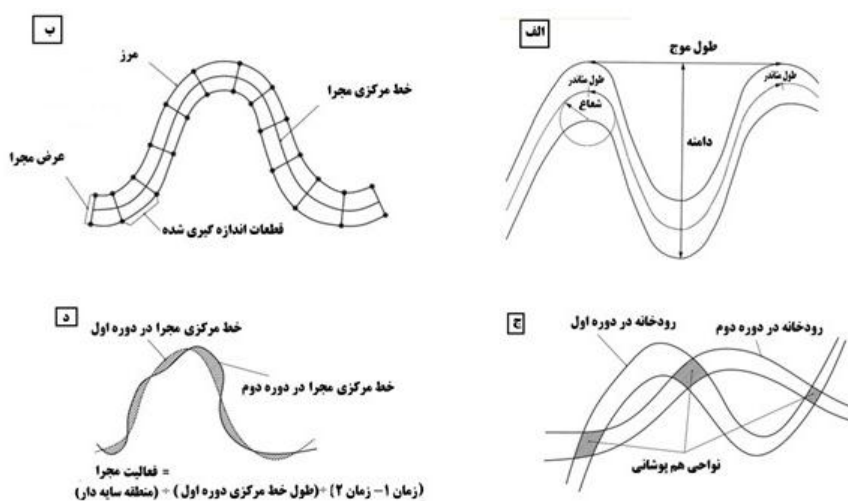 الف
طول موج
طول مئاندر
طول مئاندر
شعاع
دامنه
ب
مرز
خط مرکزی مجرا
عرض مجرا
قطعات اندازه گیری شده
ج
رودخانه در دوره اول
رودخانه در دوره دوم
نواحی هم پوشانی
د
خط مرکزی مجرا در دوره اول
خط مرکزی مجرا در دوره دوم
فعالیت مجرا =
(زمان ۱- زمان ۲)÷(طول خط مرکزی دوره اول)÷(منطقه سایه دار)